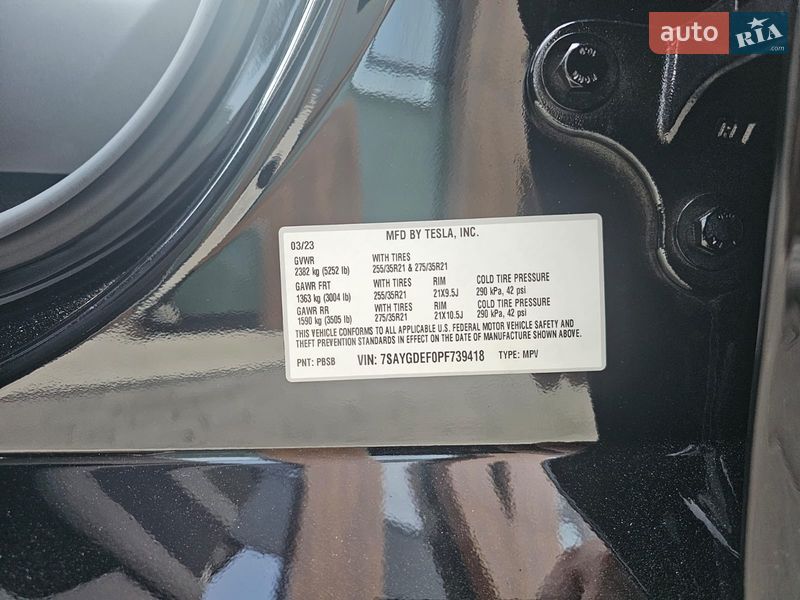 auto RIA
.com
MFD BY TESLA, INC.
03/23
GVWR WITH TIRES
2382 kg (5252 lb) 255/35R21 & 275/35R21
GAWR FRT WITH TIRES RIM COLD TIRE PRESSURE
1363 kg (3004 lb) 255/35R21 21X9.5J 290 kPa, 42 psi
GAWR RR WITH TIRES RIM COLD TIRE PRESSURE
1590 kg (3505 lb) 275/35R21 21X10.5J 290 kPa, 42 psi
THIS VEHICLE CONFORMS TO ALL APPLICABLE U.S. FEDERAL MOTOR VEHICLE SAFETY AND
THEFT PREVENTION STANDARDS IN EFFECT ON THE DATE OF MANUFACTURE SHOWN ABOVE.
PNT: PBSB VIN: 7SAYGDEF0PF739418 TYPE: MPV